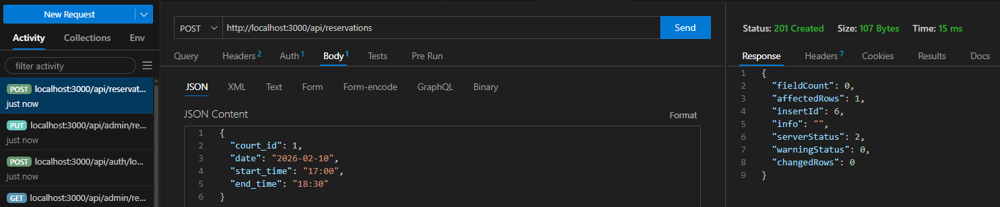 New Request
Activity Collections Env
filter activity
POST localhost:3000/api/reservat...
just now
PUT localhost:3000/api/admin/re...
just now
POST localhost:3000/api/auth/lo...
just now
GET localhost:3000/api/admin/re...
POST http://localhost:3000/api/reservations Send
Query Headers 2 Auth 1 Body 1 Tests Pre Run
JSON XML Text Form Form-encode GraphQL Binary
JSON Content Format
1 {
2 "court_id": 1,
3 "date": "2026-02-10",
4 "start_time": "17:00",
5 "end_time": "18:30"
6 }
Status: 201 Created Size: 107 Bytes Time: 15 ms
Response Headers 7 Cookies Results Docs
1 {
2 "fieldCount": 0,
3 "affectedRows": 1,
4 "insertId": 6,
5 "info": "",
6 "serverStatus": 2,
7 "warningStatus": 0,
8 "changedRows": 0
9 }